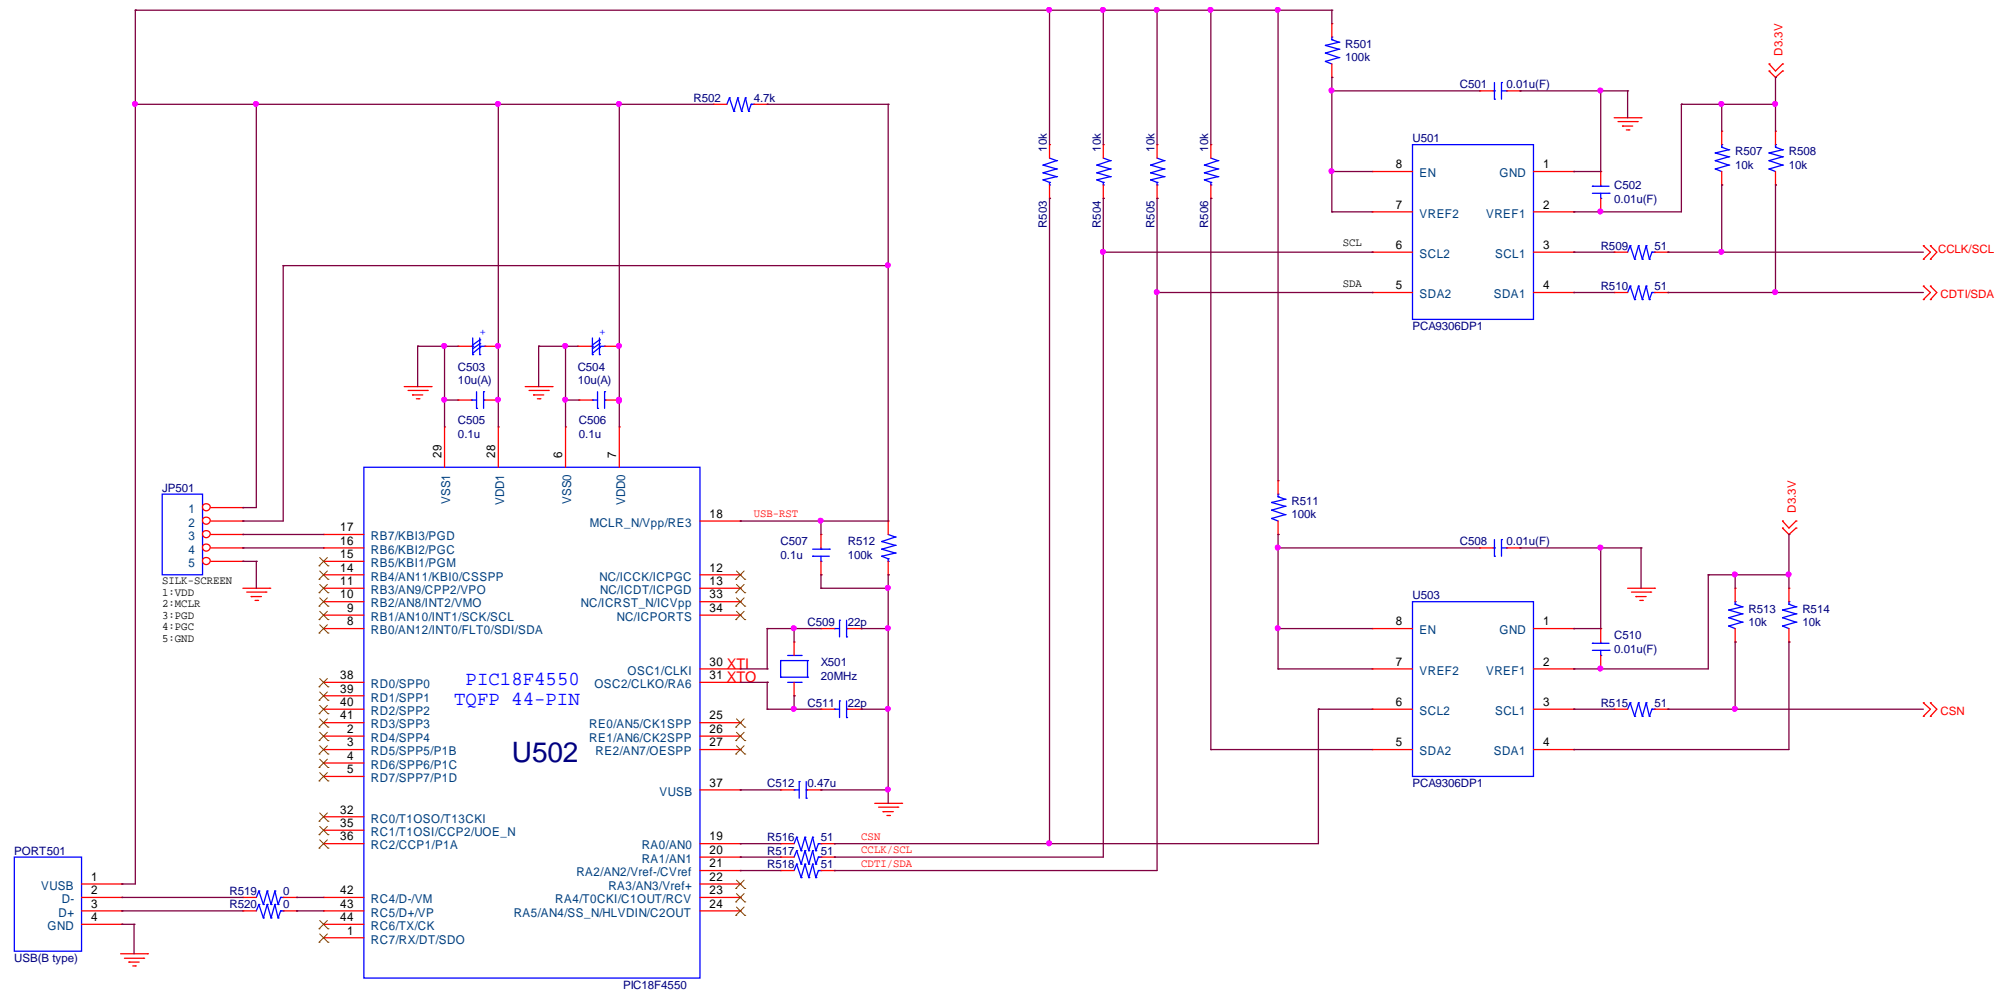 R501
100k
D3.3V
C501 0.01u(F)
R502 4.7k
10k
10k
10k
10k
R503
R504
R505
R506
U501
8 EN
7 VREF2
6 SCL2
5 SDA2
GND 1
VREF1 2
SCL1 3
SDA1 4
PCA9306DP1
SCL
SDA
C502
0.01u(F)
R507
10k
R508
10k
R509 51
R510 51
CCLK/SCL
CDTI/SDA
+
C503
10u(A)
C505
0.1u
+
C504
10u(A)
C506
0.1u
29
28
6
7
VSS1
VDD1
VSS0
VDD0
JP501
1
2
3
4
5
SILK-SCREEN
1:VDD
2:MCLR
3:PGD
4:PGC
5:GND
17 RB7/KBI3/PGD
16 RB6/KBI2/PGC
15 RB5/KBI1/PGM
14 RB4/AN11/KBI0/CSSPP
11 RB3/AN9/CPP2/VPO
10 RB2/AN8/INT2/VMO
9 RB1/AN10/INT1/SCK/SCL
8 RB0/AN12/INT0/FLT0/SDI/SDA
38 RD0/SPP0
39 RD1/SPP1
40 RD2/SPP2
41 RD3/SPP3
2 RD4/SPP4
3 RD5/SPP5/P1B
4 RD6/SPP6/P1C
5 RD7/SPP7/P1D
32 RC0/T1OSO/T13CKI
35 RC1/T1OSI/CCP2/UOE_N
36 RC2/CCP1/P1A
42 RC4/D-/VM
43 RC5/D+/VP
44 RC6/TX/CK
1 RC7/RX/DT/SDO
PIC18F4550
TQFP 44-PIN
U502
MCLR_N/Vpp/RE3 18
NC/ICCK/ICPGC 12
NC/ICDT/ICPGD 13
NC/ICRST_N/ICVpp 33
NC/ICPORTS 34
OSC1/CLKI 30 XTI
OSC2/CLKO/RA6 31 XTO
RE0/AN5/CK1SPP 25
RE1/AN6/CK2SPP 26
RE2/AN7/OESPP 27
VUSB 37
RA0/AN0 19
RA1/AN1 20
RA2/AN2/Vref-/CVref 21
RA3/AN3/Vref+ 22
RA4/T0CKI/C1OUT/RCV 23
RA5/AN4/SS_N/HLVDIN/C2OUT 24
PIC18F4550
USB-RST
C507
0.1u
R512
100k
C509 22p
X501
20MHz
C511 22p
C512 0.47u
R516 51 CSN
R517 51 CCLK/SCL
R518 51 CDTI/SDA
R511
100k
D3.3V
C508 0.01u(F)
U503
8 EN
7 VREF2
6 SCL2
5 SDA2
GND 1
VREF1 2
SCL1 3
SDA1 4
PCA9306DP1
C510
0.01u(F)
R513
10k
R514
10k
R515 51
CSN
PORT501
VUSB 1
D- 2
D+ 3
GND 4
USB(B type)
R519 0
R520 0